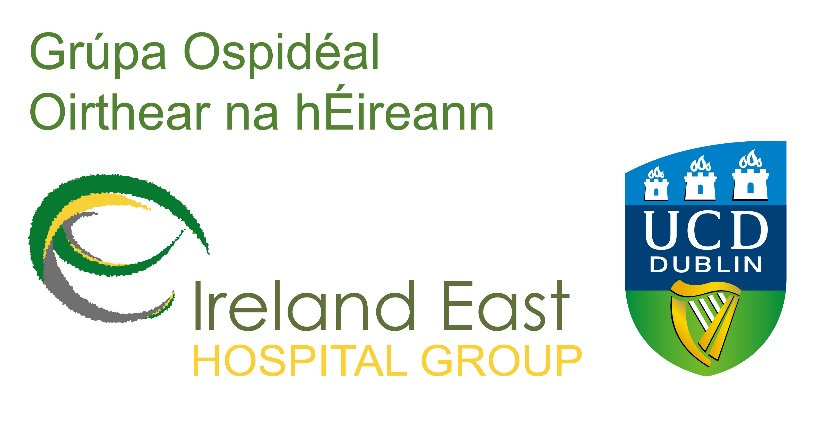 Grúpa Ospidéal
Oirthear na hÉireann
Ireland East
HOSPITAL GROUP
UCD
DUBLIN